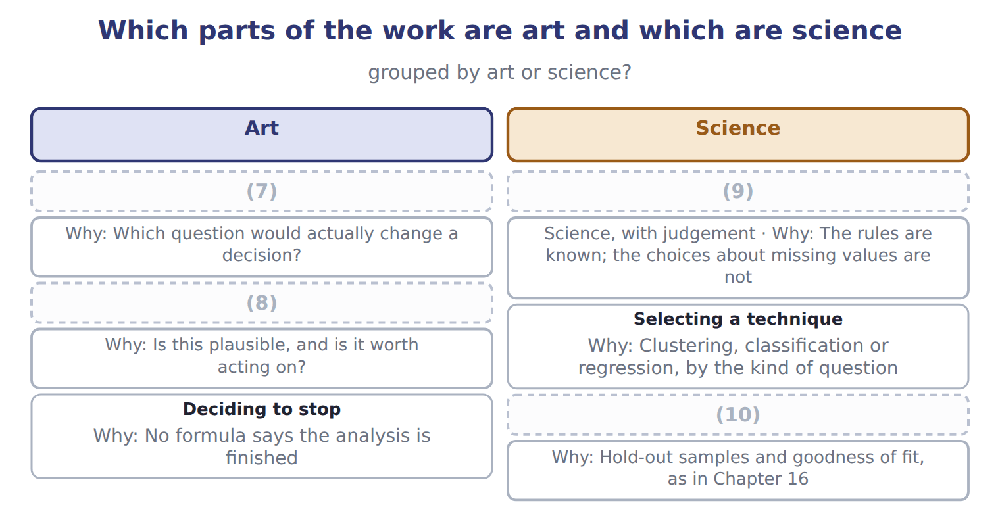 Which parts of the work are art and which are science
grouped by art or science?
Art
(7)
Why: Which question would actually change a
decision?
(8)
Why: Is this plausible, and is it worth
acting on?
Deciding to stop
Why: No formula says the analysis is
finished
Science
(9)
Science, with judgement · Why: The rules are
known; the choices about missing values are
not
Selecting a technique
Why: Clustering, classification or
regression, by the kind of question
(10)
Why: Hold-out samples and goodness of fit,
as in Chapter 16